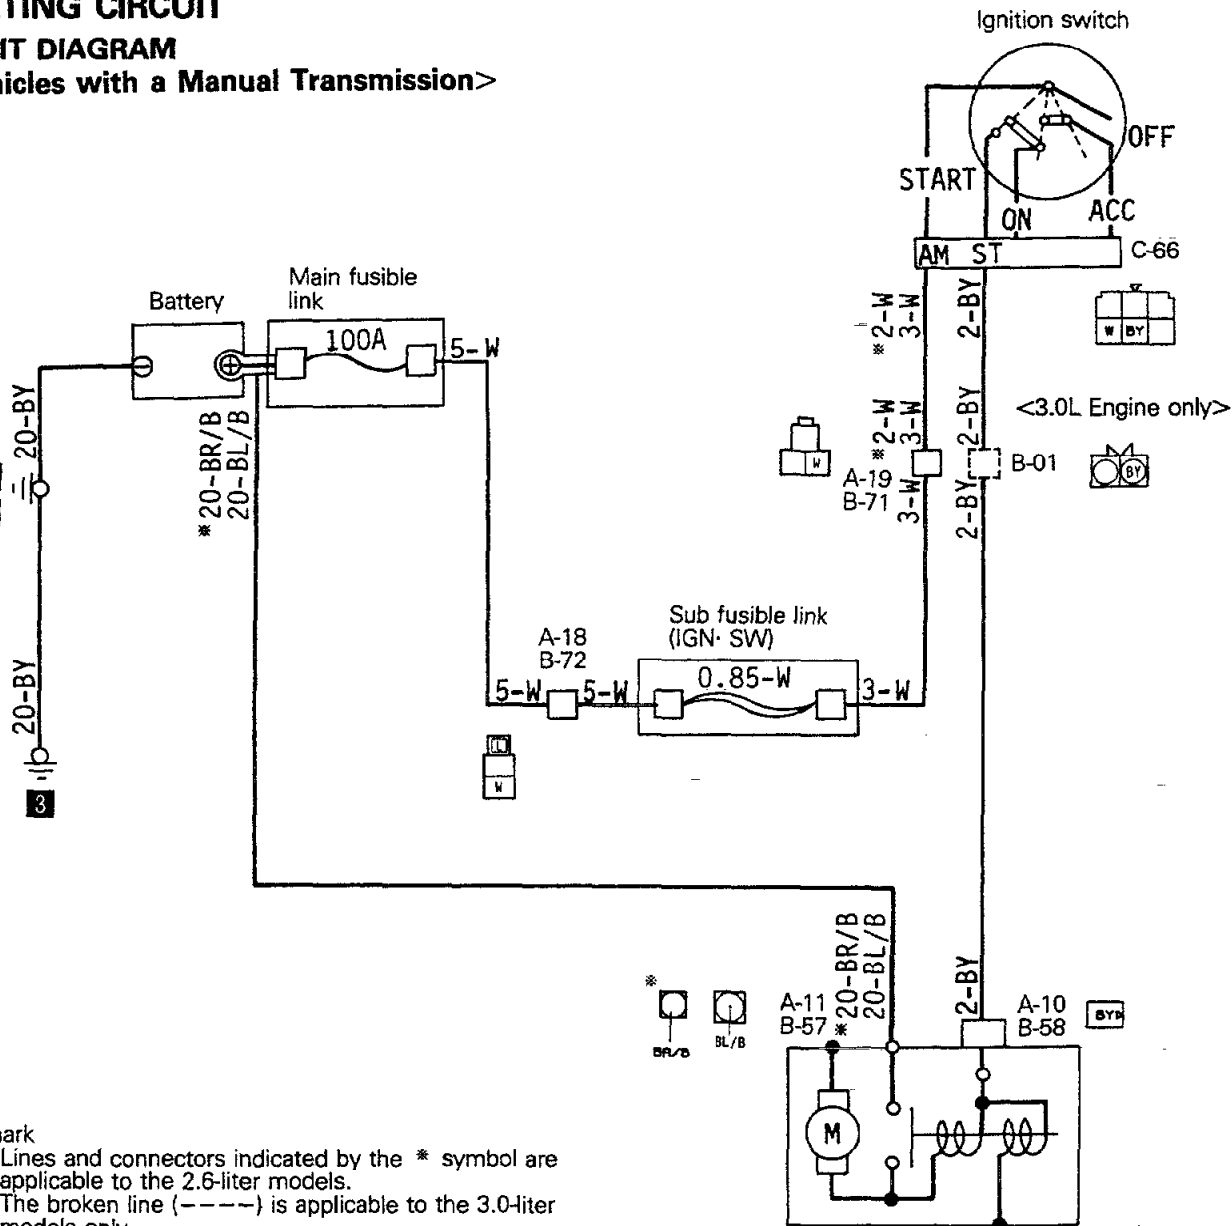 TING CIRCUIT
IT DIAGRAM
hicles with a Manual Transmission>
Ignition switch
OFF
START
ON
ACC
AM ST
C-66
Main fusible
link
Battery
100A
5-W
※2-W
3-W
2-BY
W BY
20-BY
※20-BR/B
20-BL/B
※2-W
3-W
2-BY
<3.0L Engine only>
W
A-19
B-71
B-01
BY
3-W
2-BY
Sub fusible link
(IGN· SW)
A-18
B-72
0.85-W
20-BY
5-W
5-W
3-W
W
3
※20-BR/B
20-BL/B
2-BY
※
BR/B
BL/B
A-11
B-57
A-10
B-58
BY
M
ark
Lines and connectors indicated by the ※ symbol are
applicable to the 2.6-liter models.
The broken line (-----) is applicable to the 3.0-liter
models only